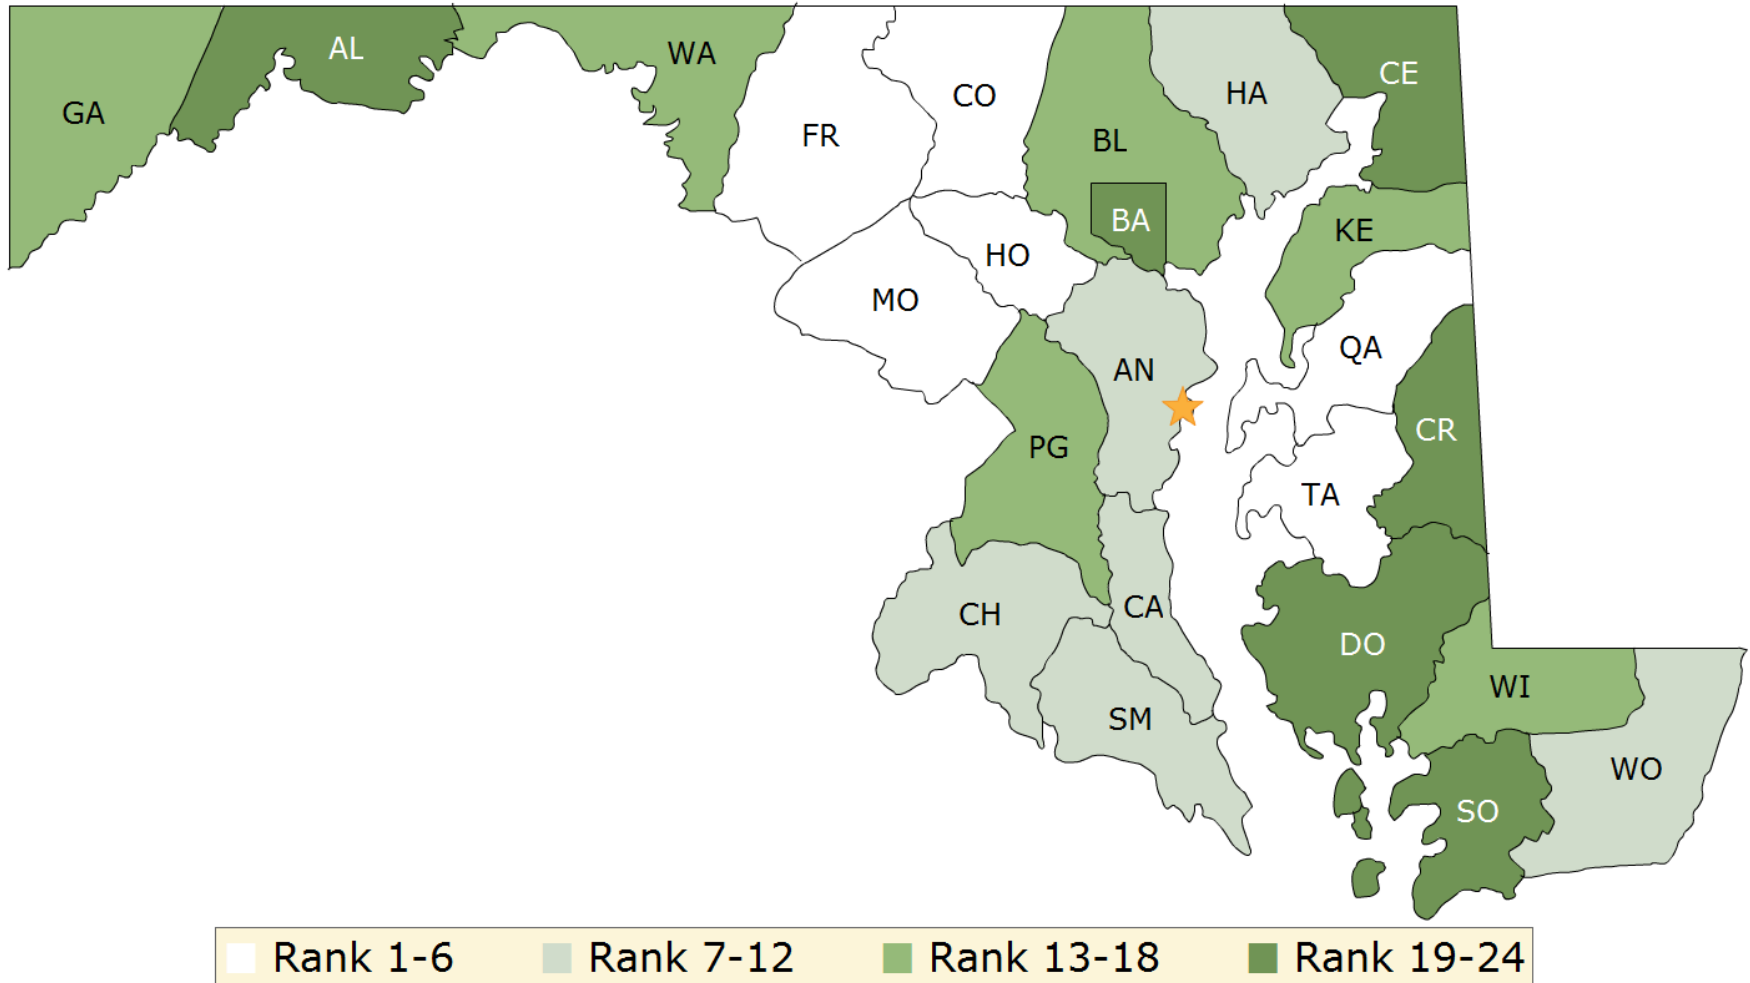 AL
WA
CE
HA
CO
GA
FR
BL
BA
KE
HO
MO
QA
AN
CR
PG
TA
CA
CH
DO
WI
SM
WO
SO
Rank 1-6 Rank 7-12 Rank 13-18 Rank 19-24